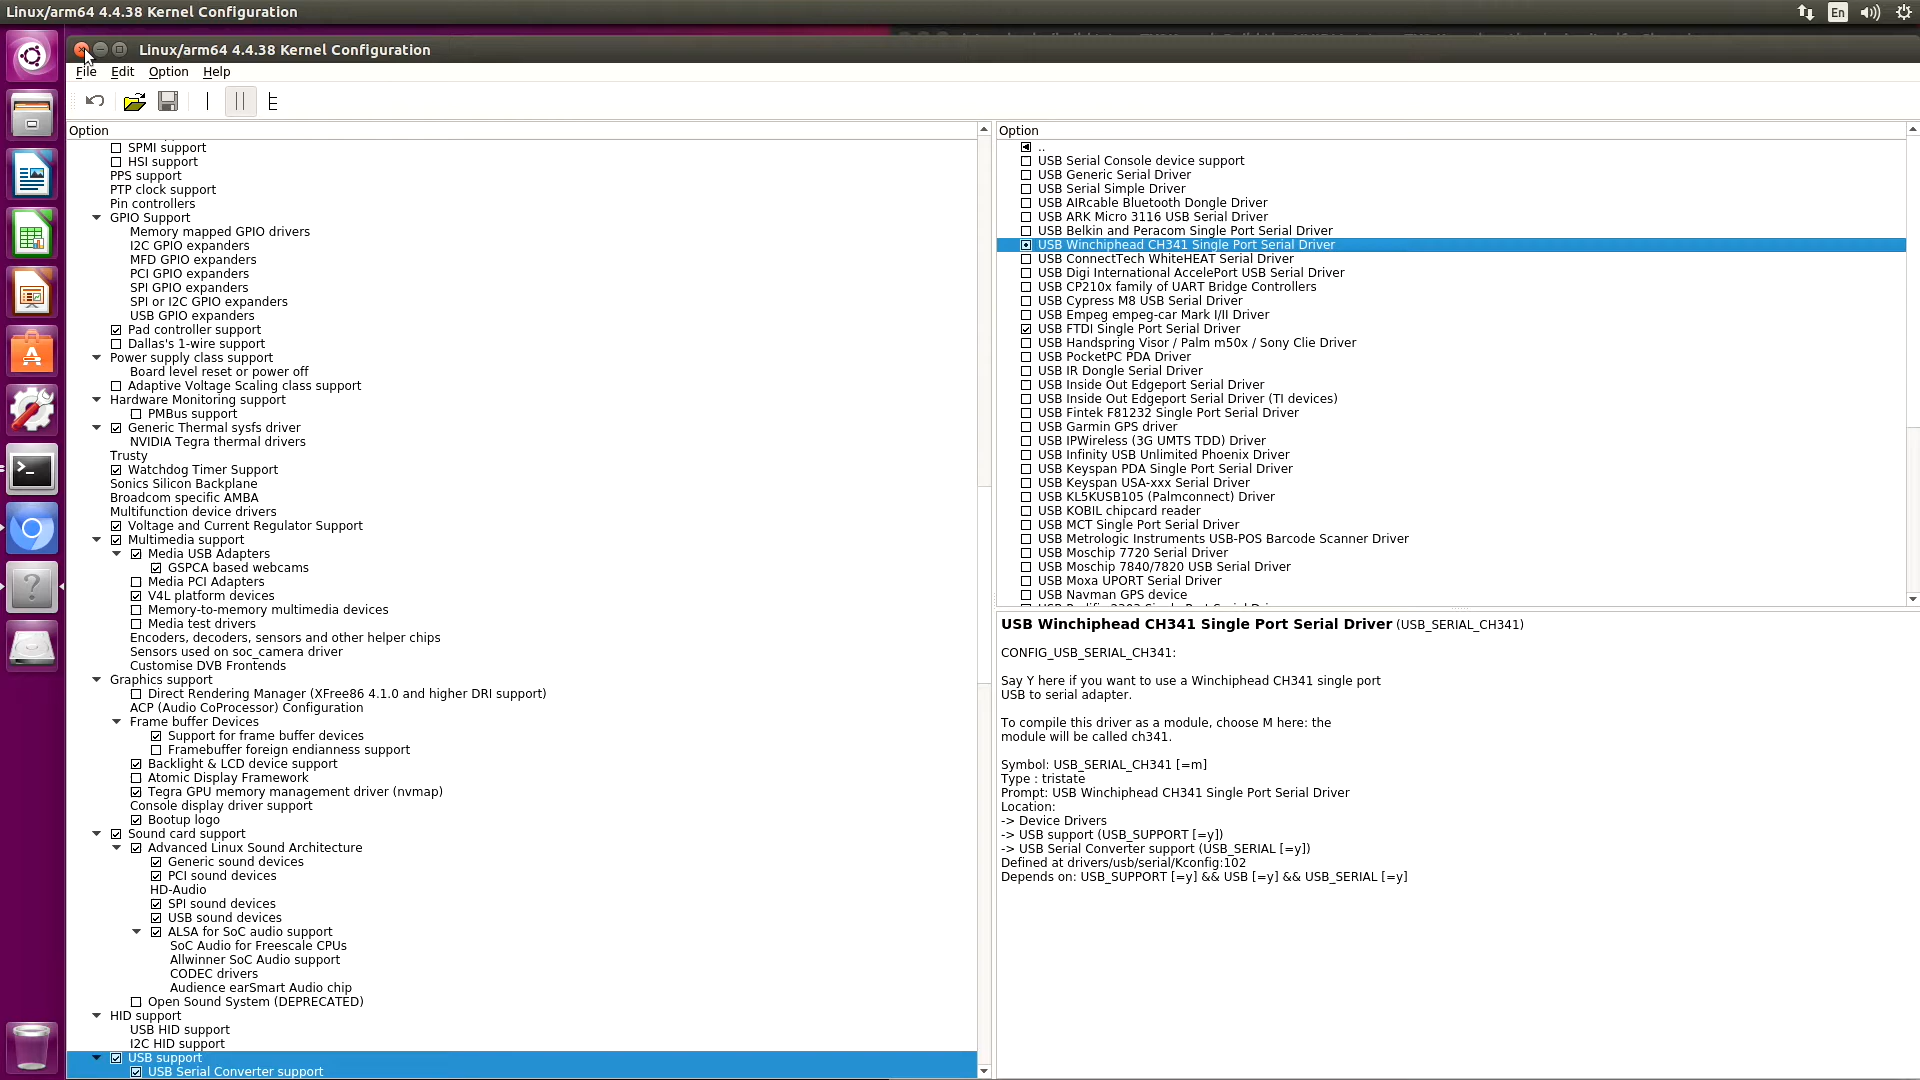 Linux/arm64 4.4.38 Kernel Configuration
En
Linux/arm64 4.4.38 Kernel Configuration
File Edit Option Help
Option
SPMI support
HSI support
PPS support
PTP clock support
Pin controllers
GPIO Support
Memory mapped GPIO drivers
I2C GPIO expanders
MFD GPIO expanders
PCI GPIO expanders
SPI GPIO expanders
SPI or I2C GPIO expanders
USB GPIO expanders
Pad controller support
Dallas's 1-wire support
Power supply class support
Board level reset or power off
Adaptive Voltage Scaling class support
Hardware Monitoring support
PMBus support
Generic Thermal sysfs driver
NVIDIA Tegra thermal drivers
Trusty
Watchdog Timer Support
Sonics Silicon Backplane
Broadcom specific AMBA
Multifunction device drivers
Voltage and Current Regulator Support
Multimedia support
Media USB Adapters
GSPCA based webcams
Media PCI Adapters
V4L platform devices
Memory-to-memory multimedia devices
Media test drivers
Encoders, decoders, sensors and other helper chips
Sensors used on soc_camera driver
Customise DVB Frontends
Graphics support
Direct Rendering Manager (XFree86 4.1.0 and higher DRI support)
ACP (Audio CoProcessor) Configuration
Frame buffer Devices
Support for frame buffer devices
Framebuffer foreign endianness support
Backlight & LCD device support
Atomic Display Framework
Tegra GPU memory management driver (nvmap)
Console display driver support
Bootup logo
Sound card support
Advanced Linux Sound Architecture
Generic sound devices
PCI sound devices
HD-Audio
SPI sound devices
USB sound devices
ALSA for SoC audio support
SoC Audio for Freescale CPUs
Allwinner SoC Audio support
CODEC drivers
Audience earSmart Audio chip
Open Sound System (DEPRECATED)
HID support
USB HID support
I2C HID support
USB support
USB Serial Converter support
Option
..
USB Serial Console device support
USB Generic Serial Driver
USB Serial Simple Driver
USB AIRcable Bluetooth Dongle Driver
USB ARK Micro 3116 USB Serial Driver
USB Belkin and Peracom Single Port Serial Driver
USB Winchiphead CH341 Single Port Serial Driver
USB ConnectTech WhiteHEAT Serial Driver
USB Digi International AccelePort USB Serial Driver
USB CP210x family of UART Bridge Controllers
USB Cypress M8 USB Serial Driver
USB Empeg empeg-car Mark I/II Driver
USB FTDI Single Port Serial Driver
USB Handspring Visor / Palm m50x / Sony Clie Driver
USB PocketPC PDA Driver
USB IR Dongle Serial Driver
USB Inside Out Edgeport Serial Driver
USB Inside Out Edgeport Serial Driver (TI devices)
USB Fintek F81232 Single Port Serial Driver
USB Garmin GPS driver
USB IPWireless (3G UMTS TDD) Driver
USB Infinity USB Unlimited Phoenix Driver
USB Keyspan PDA Single Port Serial Driver
USB Keyspan USA-xxx Serial Driver
USB KL5KUSB105 (Palmconnect) Driver
USB KOBIL chipcard reader
USB MCT Single Port Serial Driver
USB Metrologic Instruments USB-POS Barcode Scanner Driver
USB Moschip 7720 Serial Driver
USB Moschip 7840/7820 USB Serial Driver
USB Moxa UPORT Serial Driver
USB Navman GPS device
USB Winchiphead CH341 Single Port Serial Driver (USB_SERIAL_CH341)
CONFIG_USB_SERIAL_CH341:
Say Y here if you want to use a Winchiphead CH341 single port
USB to serial adapter.
To compile this driver as a module, choose M here: the
module will be called ch341.
Symbol: USB_SERIAL_CH341 [=m]
Type : tristate
Prompt: USB Winchiphead CH341 Single Port Serial Driver
Location:
-> Device Drivers
-> USB support (USB_SUPPORT [=y])
-> USB Serial Converter support (USB_SERIAL [=y])
Defined at drivers/usb/serial/Kconfig:102
Depends on: USB_SUPPORT [=y] && USB [=y] && USB_SERIAL [=y]